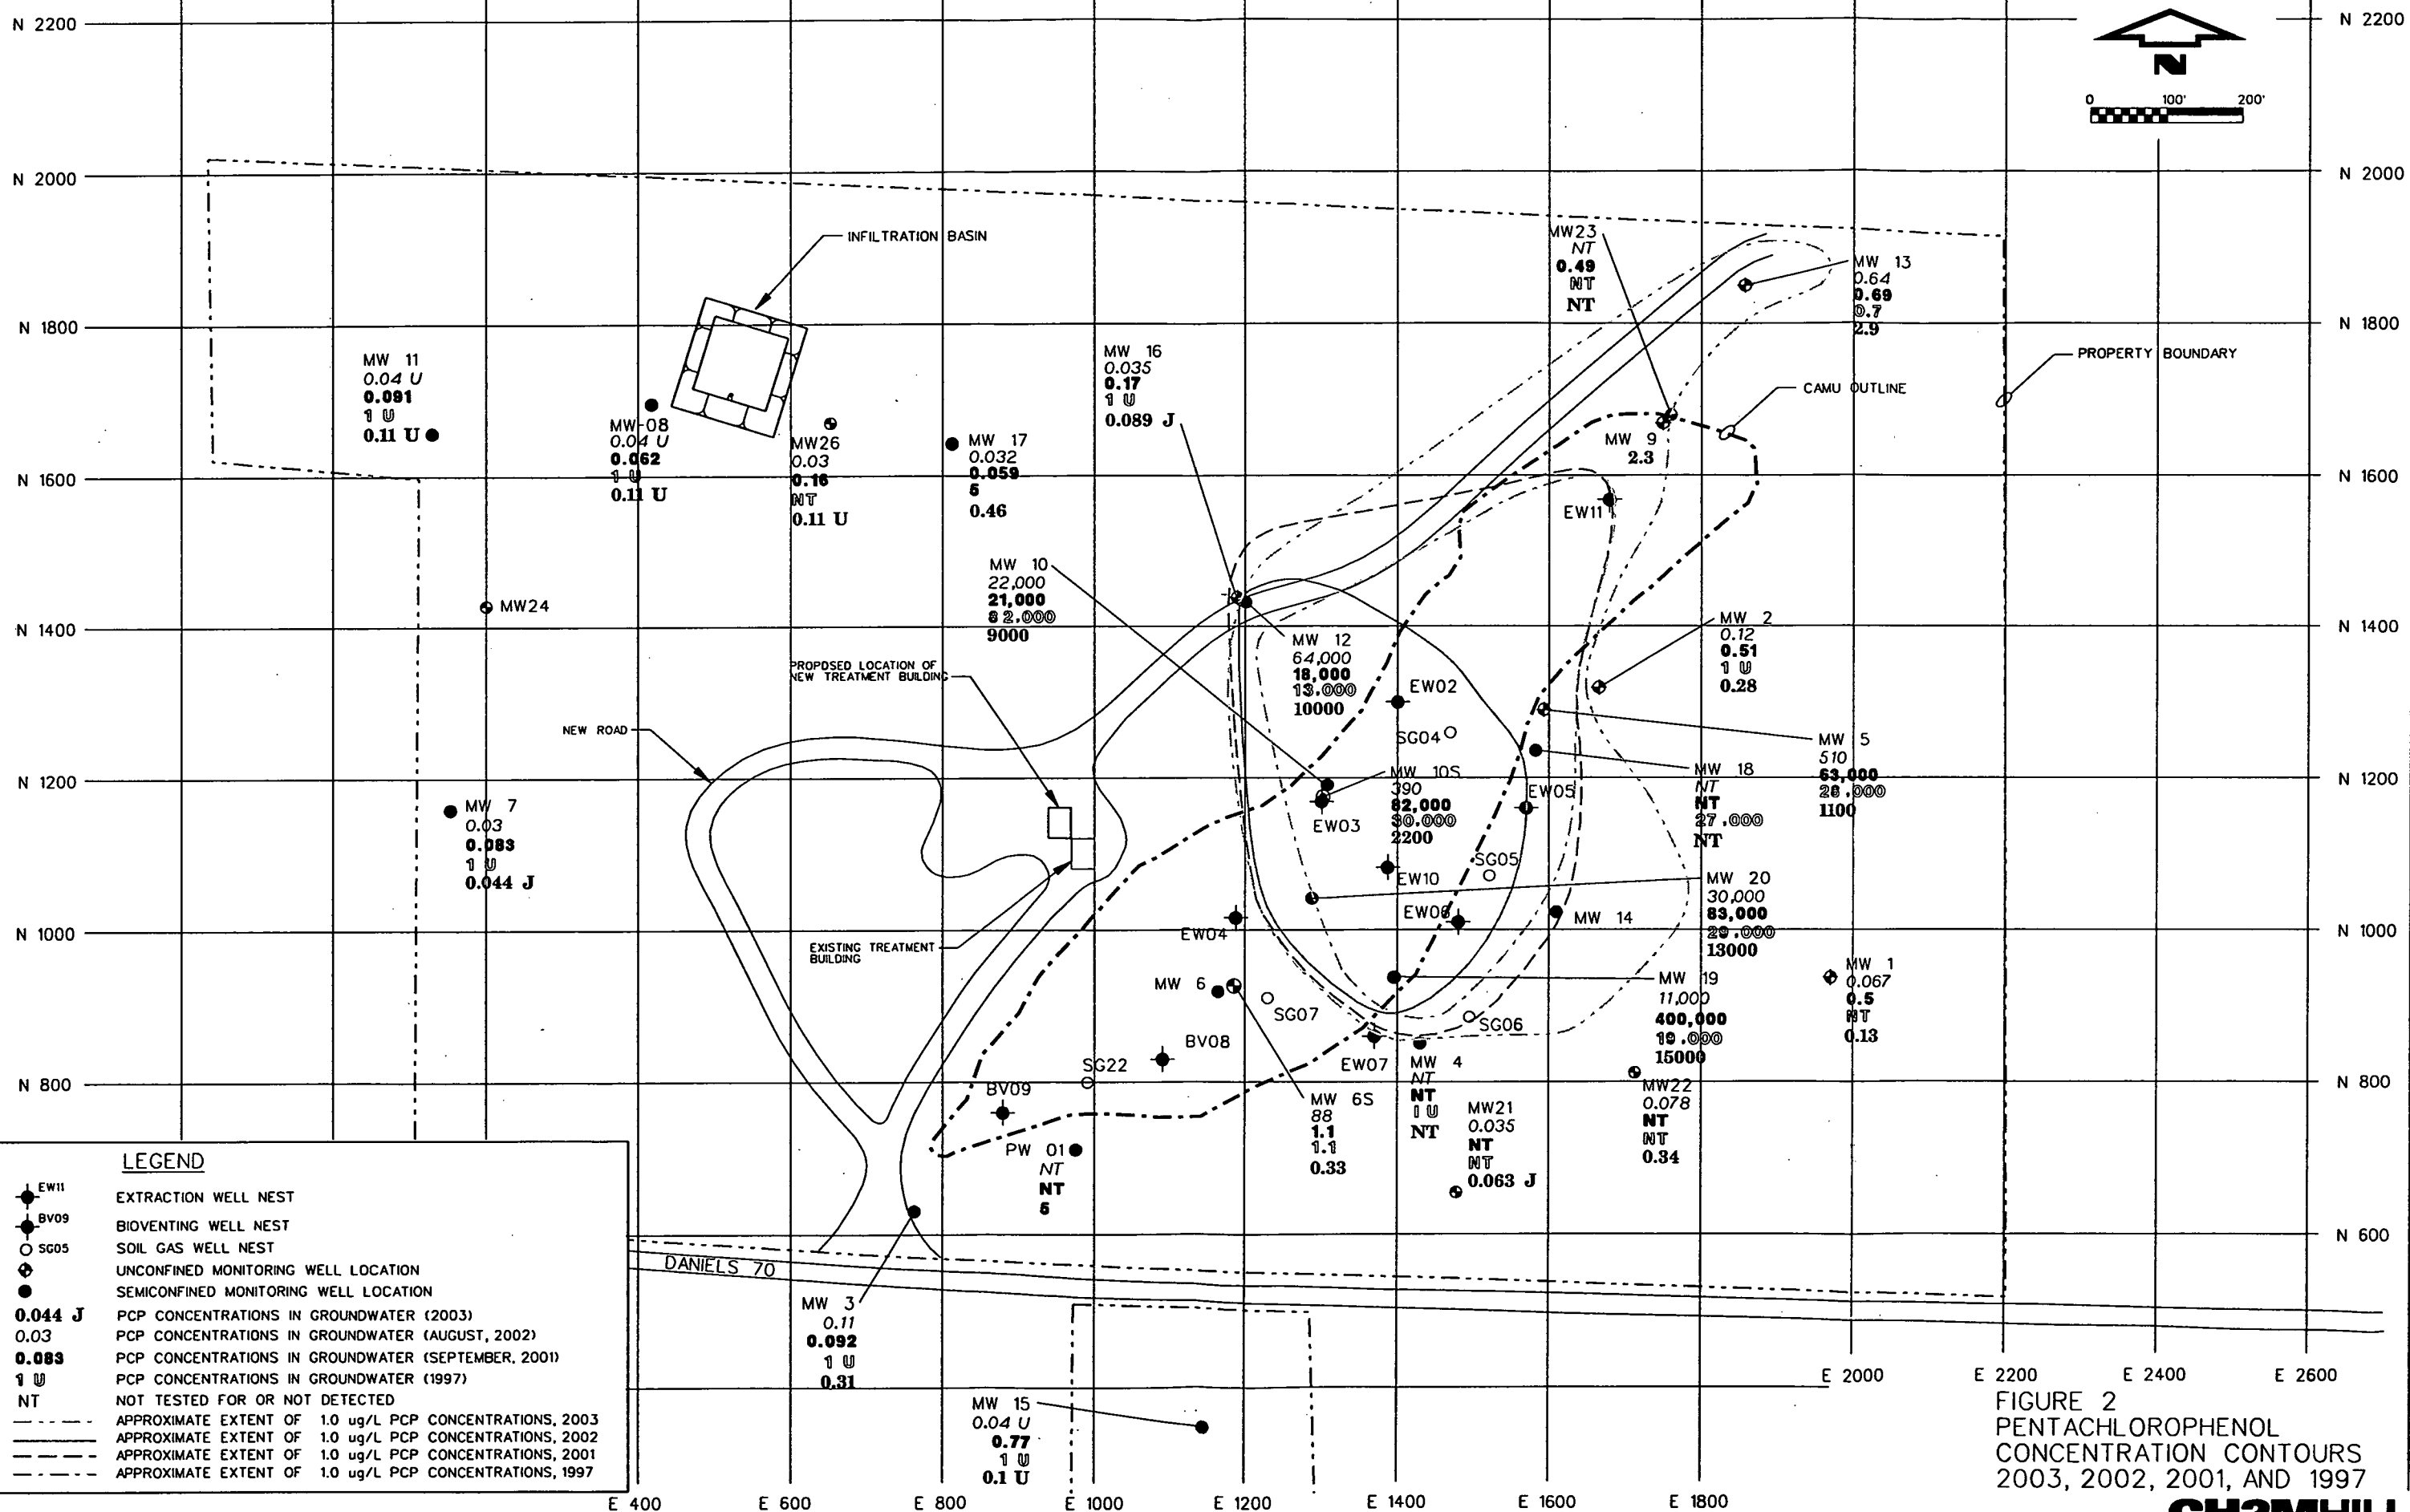 N 2200
N 2200
N
0 100' 200'
N 2000
N 2000
INFILTRATION BASIN
MW23
NT
0.49
NT
NT
MW 13
0.64
0.69
0.7
2.9
N 1800
N 1800
PROPERTY BOUNDARY
CAMU OUTLINE
MW 11
0.04 U
0.091
1 U
0.11 U
MW-08
0.04 U
0.062
1 U
0.11 U
MW26
0.03
0.16
NT
0.11 U
MW 17
0.032
0.059
5
0.46
MW 16
0.035
0.17
1 U
0.089 J
MW 9
2.3
N 1600
N 1600
EW11
MW 10
22,000
21,000
82,000
9000
MW24
N 1400
N 1400
MW 12
64,000
18,000
13,000
10000
MW 2
0.12
0.51
1 U
0.28
PROPOSED LOCATION OF
NEW TREATMENT BUILDING
EW02
SG04
NEW ROAD
MW 5
510
63,000
28,000
1100
N 1200
N 1200
MW 10S
390
82,000
30,000
2200
MW 18
NT
NT
27,000
NT
EW05
EW03
MW 7
0.03
0.083
1 U
0.044 J
SG05
EW10
MW 20
30,000
83,000
29,000
13000
EW06
MW 14
N 1000
N 1000
EW04
EXISTING TREATMENT
BUILDING
MW 6
SG07
MW 19
11,000
400,000
19,000
15000
MW 1
0.067
0.5
NT
0.13
SG06
BV08
EW07
SG22
BV09
N 800
N 800
MW 4
NT
NT
1 U
NT
MW 6S
88
1.1
1.1
0.33
MW21
0.035
NT
NT
0.063 J
MW22
0.078
NT
NT
0.34
PW 01
NT
NT
5
N 600
DANIELS 70
MW 3
0.11
0.092
1 U
0.31
MW 15
0.04 U
0.77
1 U
0.1 U
LEGEND
EW11 EXTRACTION WELL NEST
BV09 BIOVENTING WELL NEST
SG05 SOIL GAS WELL NEST
UNCONFINED MONITORING WELL LOCATION
SEMICONFINED MONITORING WELL LOCATION
0.044 J PCP CONCENTRATIONS IN GROUNDWATER (2003)
0.03 PCP CONCENTRATIONS IN GROUNDWATER (AUGUST, 2002)
0.083 PCP CONCENTRATIONS IN GROUNDWATER (SEPTEMBER, 2001)
1 U PCP CONCENTRATIONS IN GROUNDWATER (1997)
NT NOT TESTED FOR OR NOT DETECTED
APPROXIMATE EXTENT OF 1.0 ug/L PCP CONCENTRATIONS, 2003
APPROXIMATE EXTENT OF 1.0 ug/L PCP CONCENTRATIONS, 2002
APPROXIMATE EXTENT OF 1.0 ug/L PCP CONCENTRATIONS, 2001
APPROXIMATE EXTENT OF 1.0 ug/L PCP CONCENTRATIONS, 1997
E 400 E 600 E 800 E 1000 E 1200 E 1400 E 1600 E 1800
E 2000 E 2200 E 2400 E 2600
FIGURE 2
PENTACHLOROPHENOL
CONCENTRATION CONTOURS
2003, 2002, 2001, AND 1997
CH2MHILL